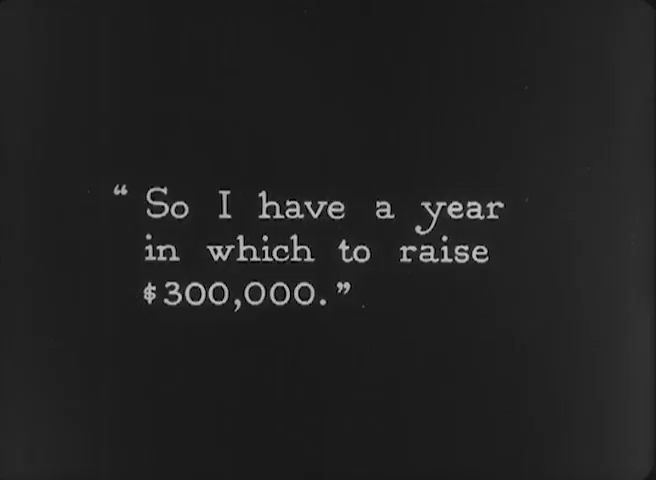 “So I have a year
in which to raise
$300,000.”